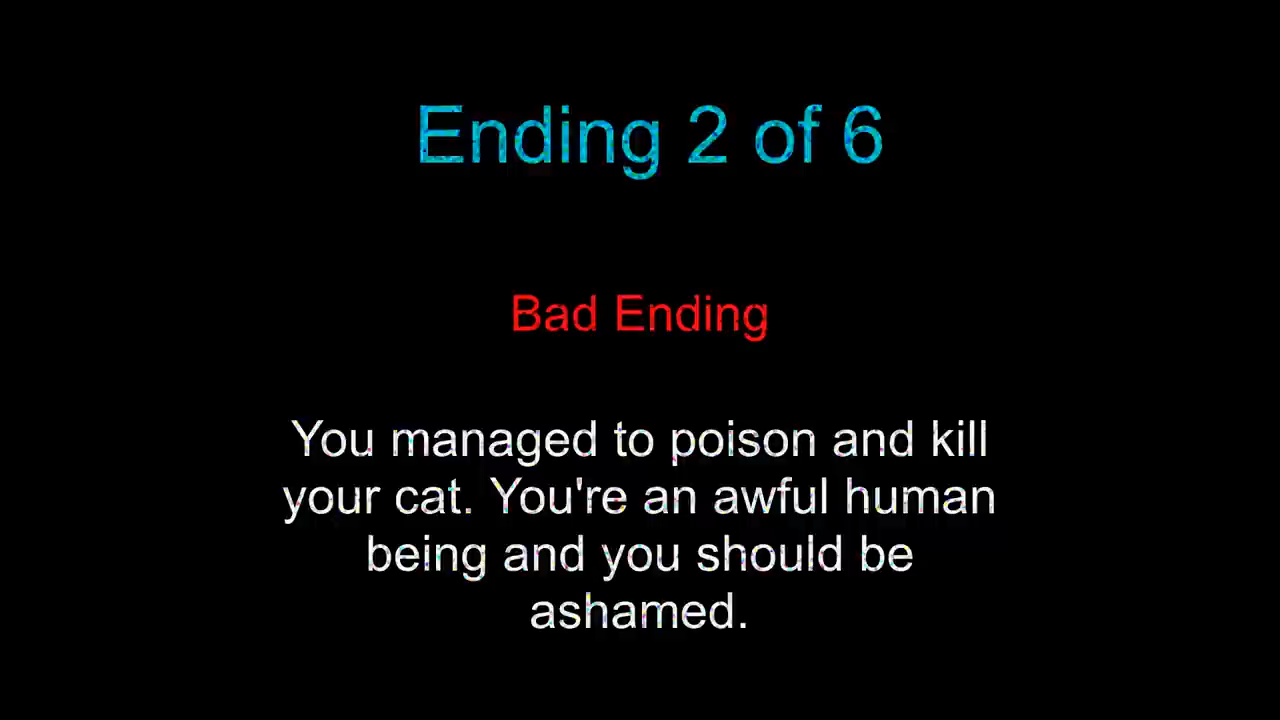 Ending 2 of 6
Bad Ending
You managed to poison and kill
your cat. You're an awful human
being and you should be
ashamed.